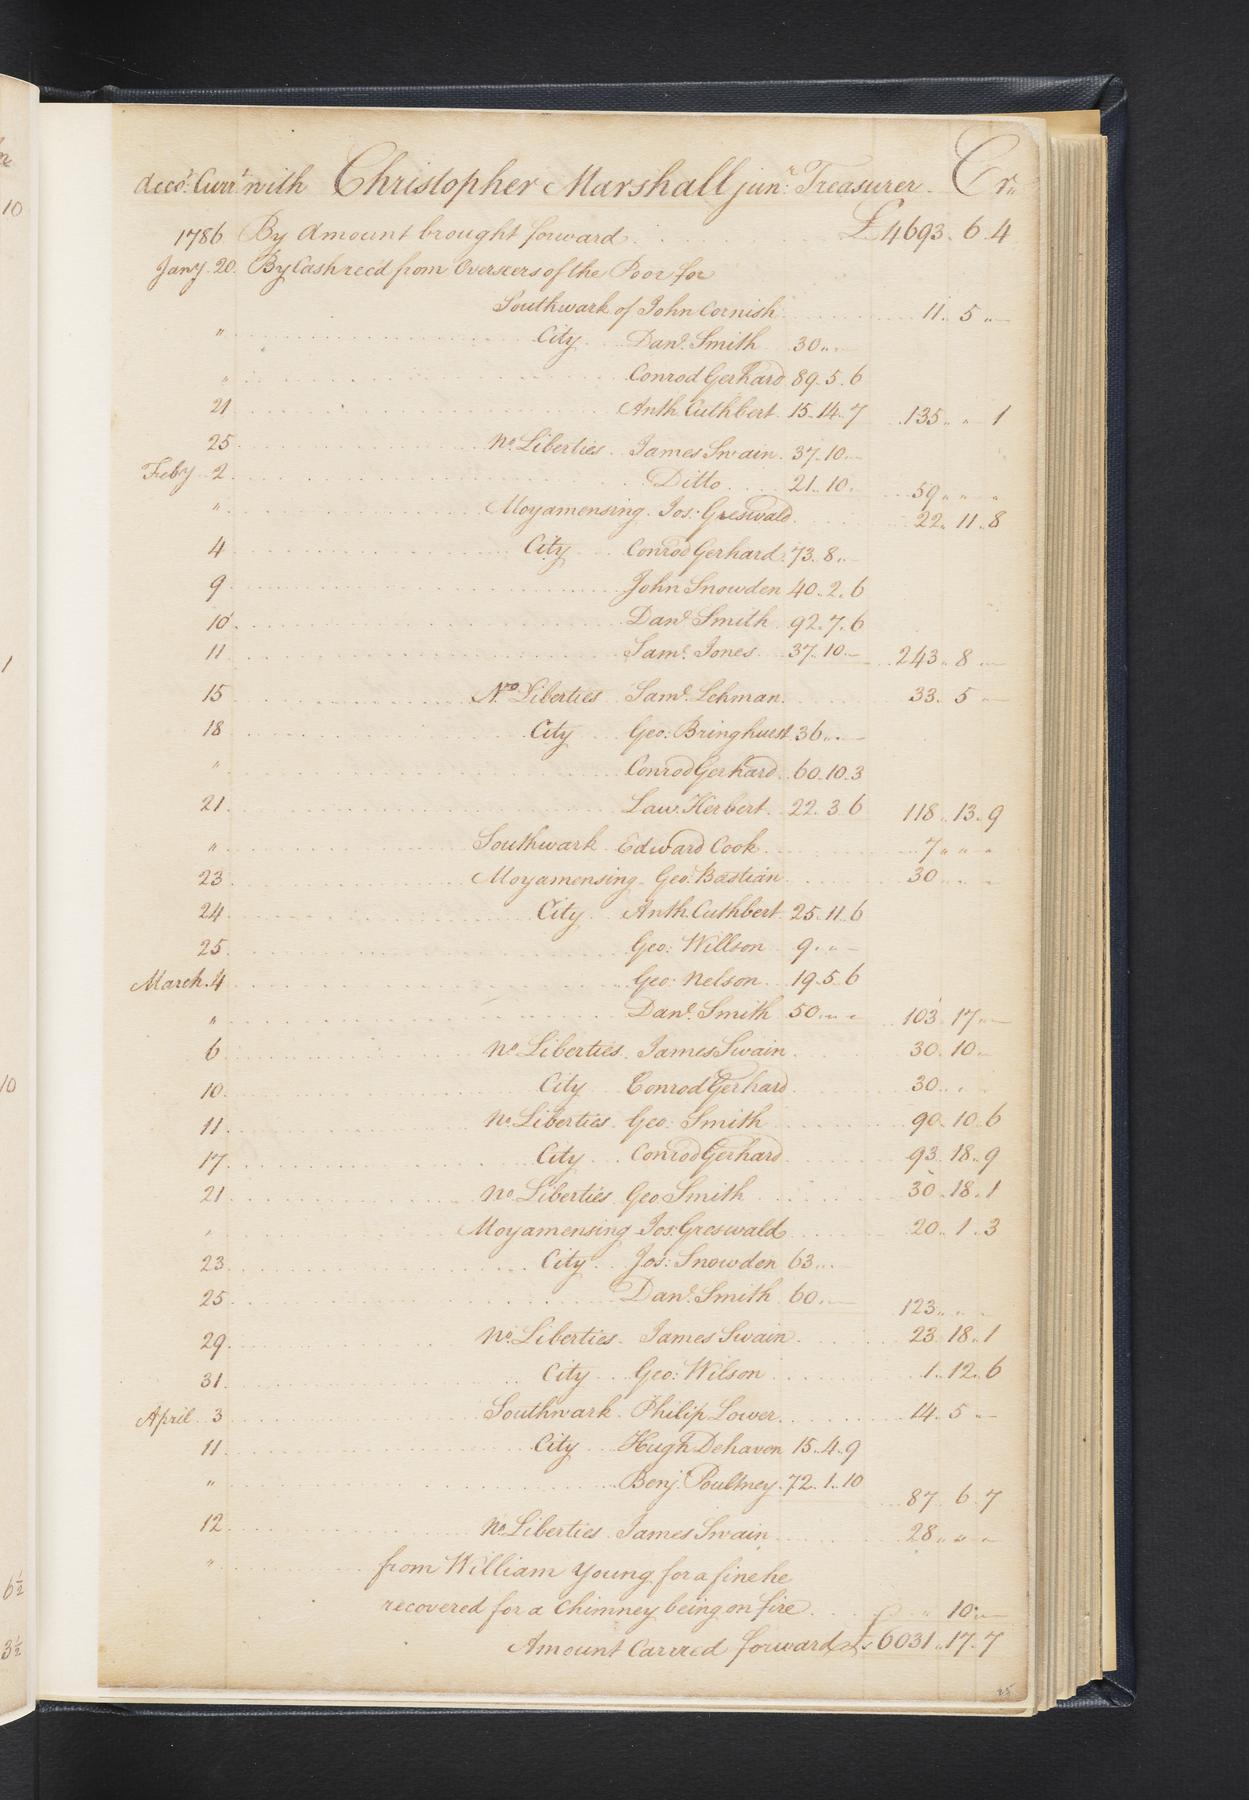 Acco.t Curr.t with Christopher Marshall jun.r Treasurer. Cr.
1786 By Amount brought forward £4693. 6. 4
Jany. 20. By Cash rec'd from Overseers of the Poor for
Southwark of John Cornish 11.. 5 "—
" City Dan.l Smith 30 " —
" Conrod Gerhard 89. 5. 6
21 Anth. Cuthbert 15. 14. 7 135 " " 1
25 No. Liberties James Swain 37. 10 —
Feby 2 Ditto 21. 10. 59 " "
" Moyamensing Jos. Greswald 22. 11. 8
4 City Conrod Gerhard 73. 8 "—
9 John Snowden 40. 2. 6
10 Dan.l Smith 92. 7. 6
11 Sam.l Jones 37. 10 — 243. 8 —
15 No. Liberties Sam.l Lehman 33. 5 —
18 City Geo: Bringhurst 36 " —
" Conrod Gerhard 60. 10. 3
21 Law. Herbert 22. 3. 6 118. 13. 9
" Southwark Edward Cook 7 " "
23 Moyamensing Geo: Bastian 30 " "
24 City Anth. Cuthbert 25. 11. 6
25 Geo: Willson 9 " —
March 4 Geo: Nelson 19. 5. 6
" Dan.l Smith 50 " " 103. 17 "—
6 No. Liberties James Swain 30. 10 —
10 City Conrod Gerhard 30 " "
11 No. Liberties Geo: Smith 90. 10. 6
17 City Conrod Gerhard 93. 18. 9
21 No. Liberties Geo Smith 30. 18. 1
" Moyamensing Jos. Greswald 20. 1. 3
23 City Jos: Snowden 63 " "
25 Dan.l Smith 60 " — 123 " "
29 No. Liberties James Swain 23. 18. 1
31 City Geo: Wilson 1. 12. 6
April 3 Southwark Philip Lower 14. 5 "—
11 City Hugh Dehaven 15. 4. 9
" Benj. Poultney 72. 1. 10 87. 6. 7
12 No. Liberties James Swain 28 " "
" from William Young for a fine he
recovered for a Chimney being on fire " 10 "—
Amount Carried forward £6031. 17. 7
25